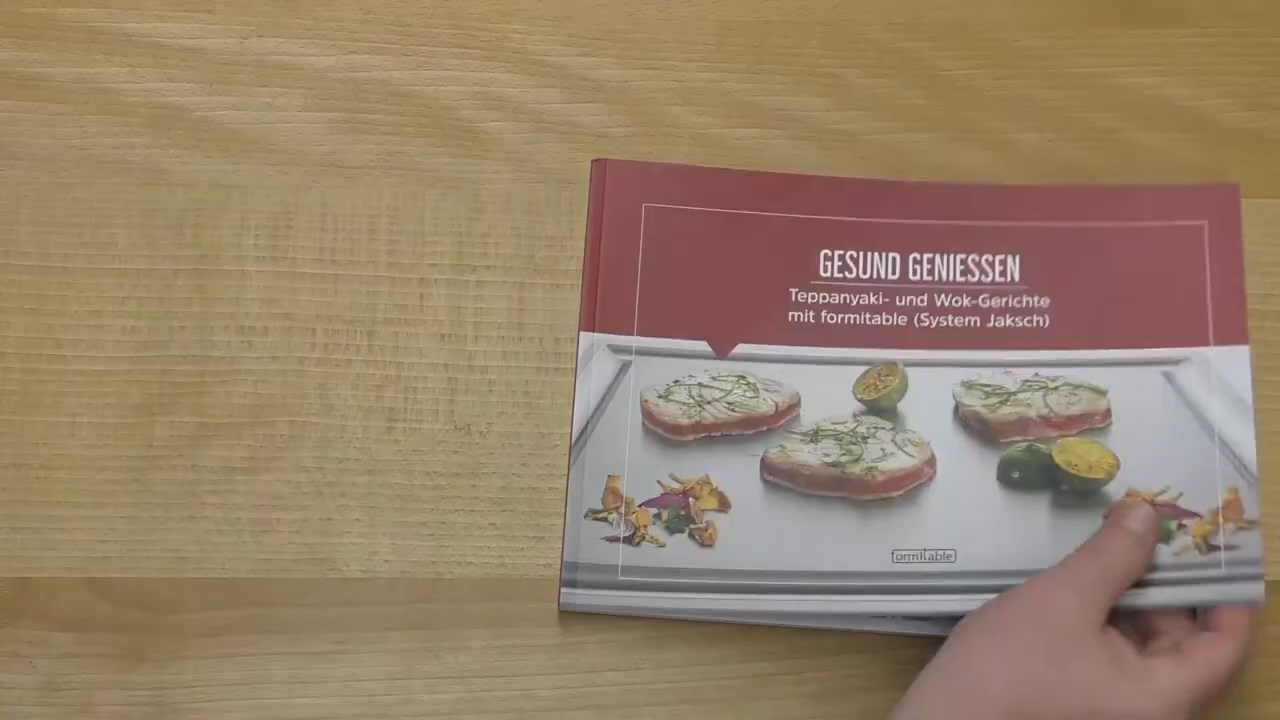 GESUND GENIESSEN
Teppanyaki- und Wok-Gerichte
mit formitable (System Jaksch)
formitable